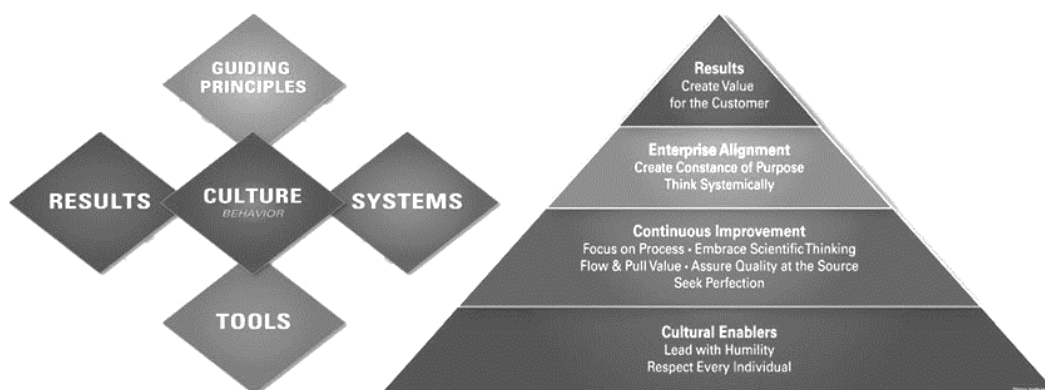 GUIDING
PRINCIPLES
RESULTS
CULTURE
BEHAVIOR
SYSTEMS
TOOLS
Results
Create Value
for the Customer
Enterprise Alignment
Create Constance of Purpose
Think Systemically
Continuous Improvement
Focus on Process • Embrace Scientific Thinking
Flow & Pull Value • Assure Quality at the Source
Seek Perfection
Cultural Enablers
Lead with Humility
Respect Every Individual